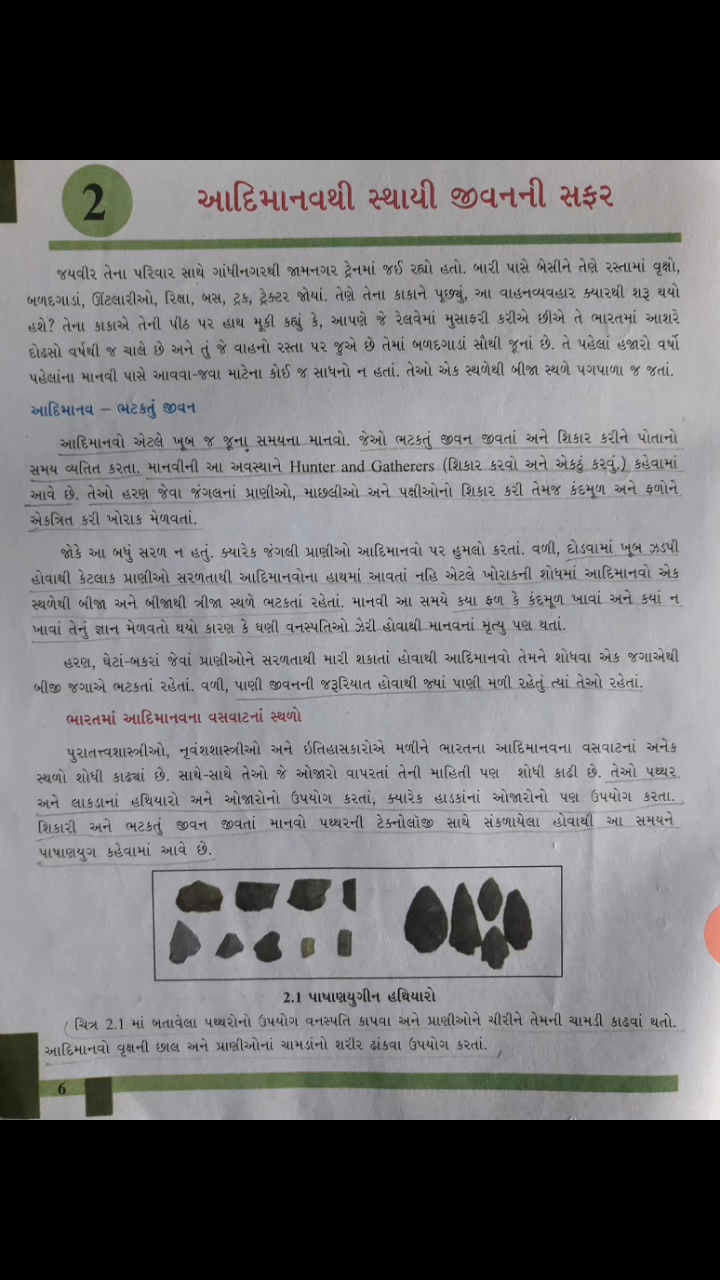 2
આદિમાનવથી સ્થાયી જીવનની સફર
જયવીર તેના પરિવાર સાથે ગાંધીનગરથી જામનગર ટ્રેનમાં જઈ રહ્યો હતો. બારી પાસે બેસીને તેણે રસ્તામાં વૃક્ષો,
બળદગાડાં, ઊંટલારીઓ, રિક્ષા, બસ, ટ્રક, ટ્રેક્ટર જોયાં. તેણે તેના કાકાને પૂછ્યું, આ વાહનવ્યવહાર ક્યારથી શરૂ થયો
હશે? તેના કાકાએ તેની પીઠ પર હાથ મૂકી કહ્યું કે, આપણે જે રેલવેમાં મુસાફરી કરીએ છીએ તે ભારતમાં આશરે
દોઢસો વર્ષથી જ ચાલે છે અને તું જે વાહનો રસ્તા પર જુએ છે તેમાં બળદગાડાં સૌથી જૂનાં છે. તે પહેલાં હજારો વર્ષો
પહેલાંના માનવી પાસે આવવા-જવા માટેના કોઈ જ સાધનો ન હતાં. તેઓ એક સ્થળેથી બીજા સ્થળે પગપાળા જ જતાં.
આદિમાનવ – ભટકતું જીવન
આદિમાનવો એટલે ખૂબ જ જૂના સમયના માનવો. જેઓ ભટકતું જીવન જીવતાં અને શિકાર કરીને પોતાનો
સમય વ્યતિત કરતા. માનવીની આ અવસ્થાને Hunter and Gatherers (શિકાર કરવો અને એકઠું કરવું.) કહેવામાં
આવે છે. તેઓ હરણ જેવા જંગલનાં પ્રાણીઓ, માછલીઓ અને પક્ષીઓનો શિકાર કરી તેમજ કંદમૂળ અને ફળોને
એકત્રિત કરી ખોરાક મેળવતાં.
જોકે આ બધું સરળ ન હતું. ક્યારેક જંગલી પ્રાણીઓ આદિમાનવો પર હુમલો કરતાં. વળી, દોડવામાં ખૂબ ઝડપી
હોવાથી કેટલાક પ્રાણીઓ સરળતાથી આદિમાનવોના હાથમાં આવતાં નહિ એટલે ખોરાકની શોધમાં આદિમાનવો એક
સ્થળેથી બીજા અને બીજાથી ત્રીજા સ્થળે ભટકતાં રહેતાં. માનવી આ સમયે કયા ફળ કે કંદમૂળ ખાવાં અને કયાં ન
ખાવાં તેનું જ્ઞાન મેળવતો થયો કારણ કે ઘણી વનસ્પતિઓ ઝેરી હોવાથી માનવનાં મૃત્યુ પણ થતાં.
હરણ, ઘેટાં-બકરાં જેવાં પ્રાણીઓને સરળતાથી મારી શકાતાં હોવાથી આદિમાનવો તેમને શોધવા એક જગાએથી
બીજી જગાએ ભટકતાં રહેતાં. વળી, પાણી જીવનની જરૂરિયાત હોવાથી જ્યાં પાણી મળી રહેતું ત્યાં તેઓ રહેતાં.
ભારતમાં આદિમાનવના વસવાટનાં સ્થળો
પુરાતત્ત્વશાસ્ત્રીઓ, નૃવંશશાસ્ત્રીઓ અને ઇતિહાસકારોએ મળીને ભારતના આદિમાનવના વસવાટનાં અનેક
સ્થળો શોધી કાઢ્યાં છે. સાથે-સાથે તેઓ જે ઓજારો વાપરતાં તેની માહિતી પણ શોધી કાઢી છે. તેઓ પથ્થર
અને લાકડાનાં હથિયારો અને ઓજારોનો ઉપયોગ કરતાં, ક્યારેક હાડકાંનાં ઓજારોનો પણ ઉપયોગ કરતા.
શિકારી અને ભટકતું જીવન જીવતાં માનવો પથ્થરની ટેક્નોલૉજી સાથે સંકળાયેલા હોવાથી આ સમયને
પાષાણયુગ કહેવામાં આવે છે.
2.1 પાષાણયુગીન હથિયારો
ચિત્ર 2.1 માં બતાવેલા પથ્થરોનો ઉપયોગ વનસ્પતિ કાપવા અને પ્રાણીઓને ચીરીને તેમની ચામડી કાઢવાં થતો.
આદિમાનવો વૃક્ષની છાલ અને પ્રાણીઓનાં ચામડાંનો શરીર ઢાંકવા ઉપયોગ કરતાં.
6